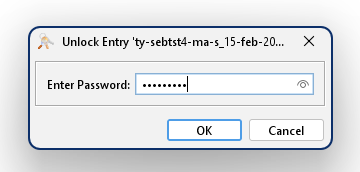 Unlock Entry 'ty-sebtst4-ma-s_15-feb-20...
Enter Password: •••••••••
OK Cancel